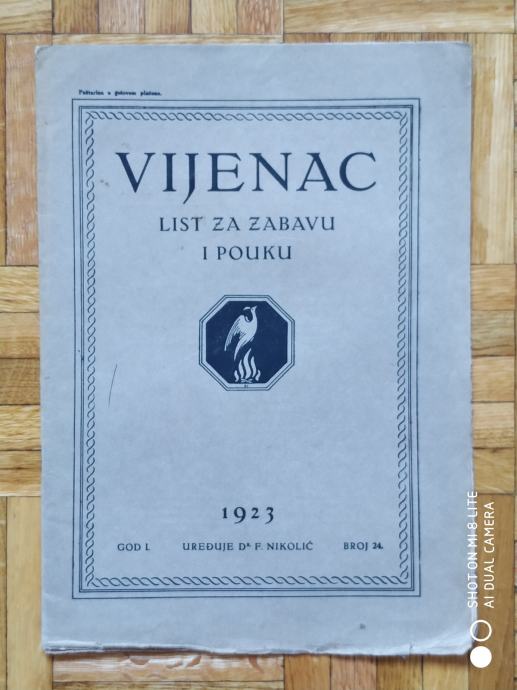 Poštarina u gotovom plaćena.
VIJENAC
LIST ZA ZABAVU
I POUKU
1923
GOD I.
UREĐUJE DR F. NIKOLIĆ
BROJ 24.
SHOT ON MI 8 LITE
AI DUAL CAMERA